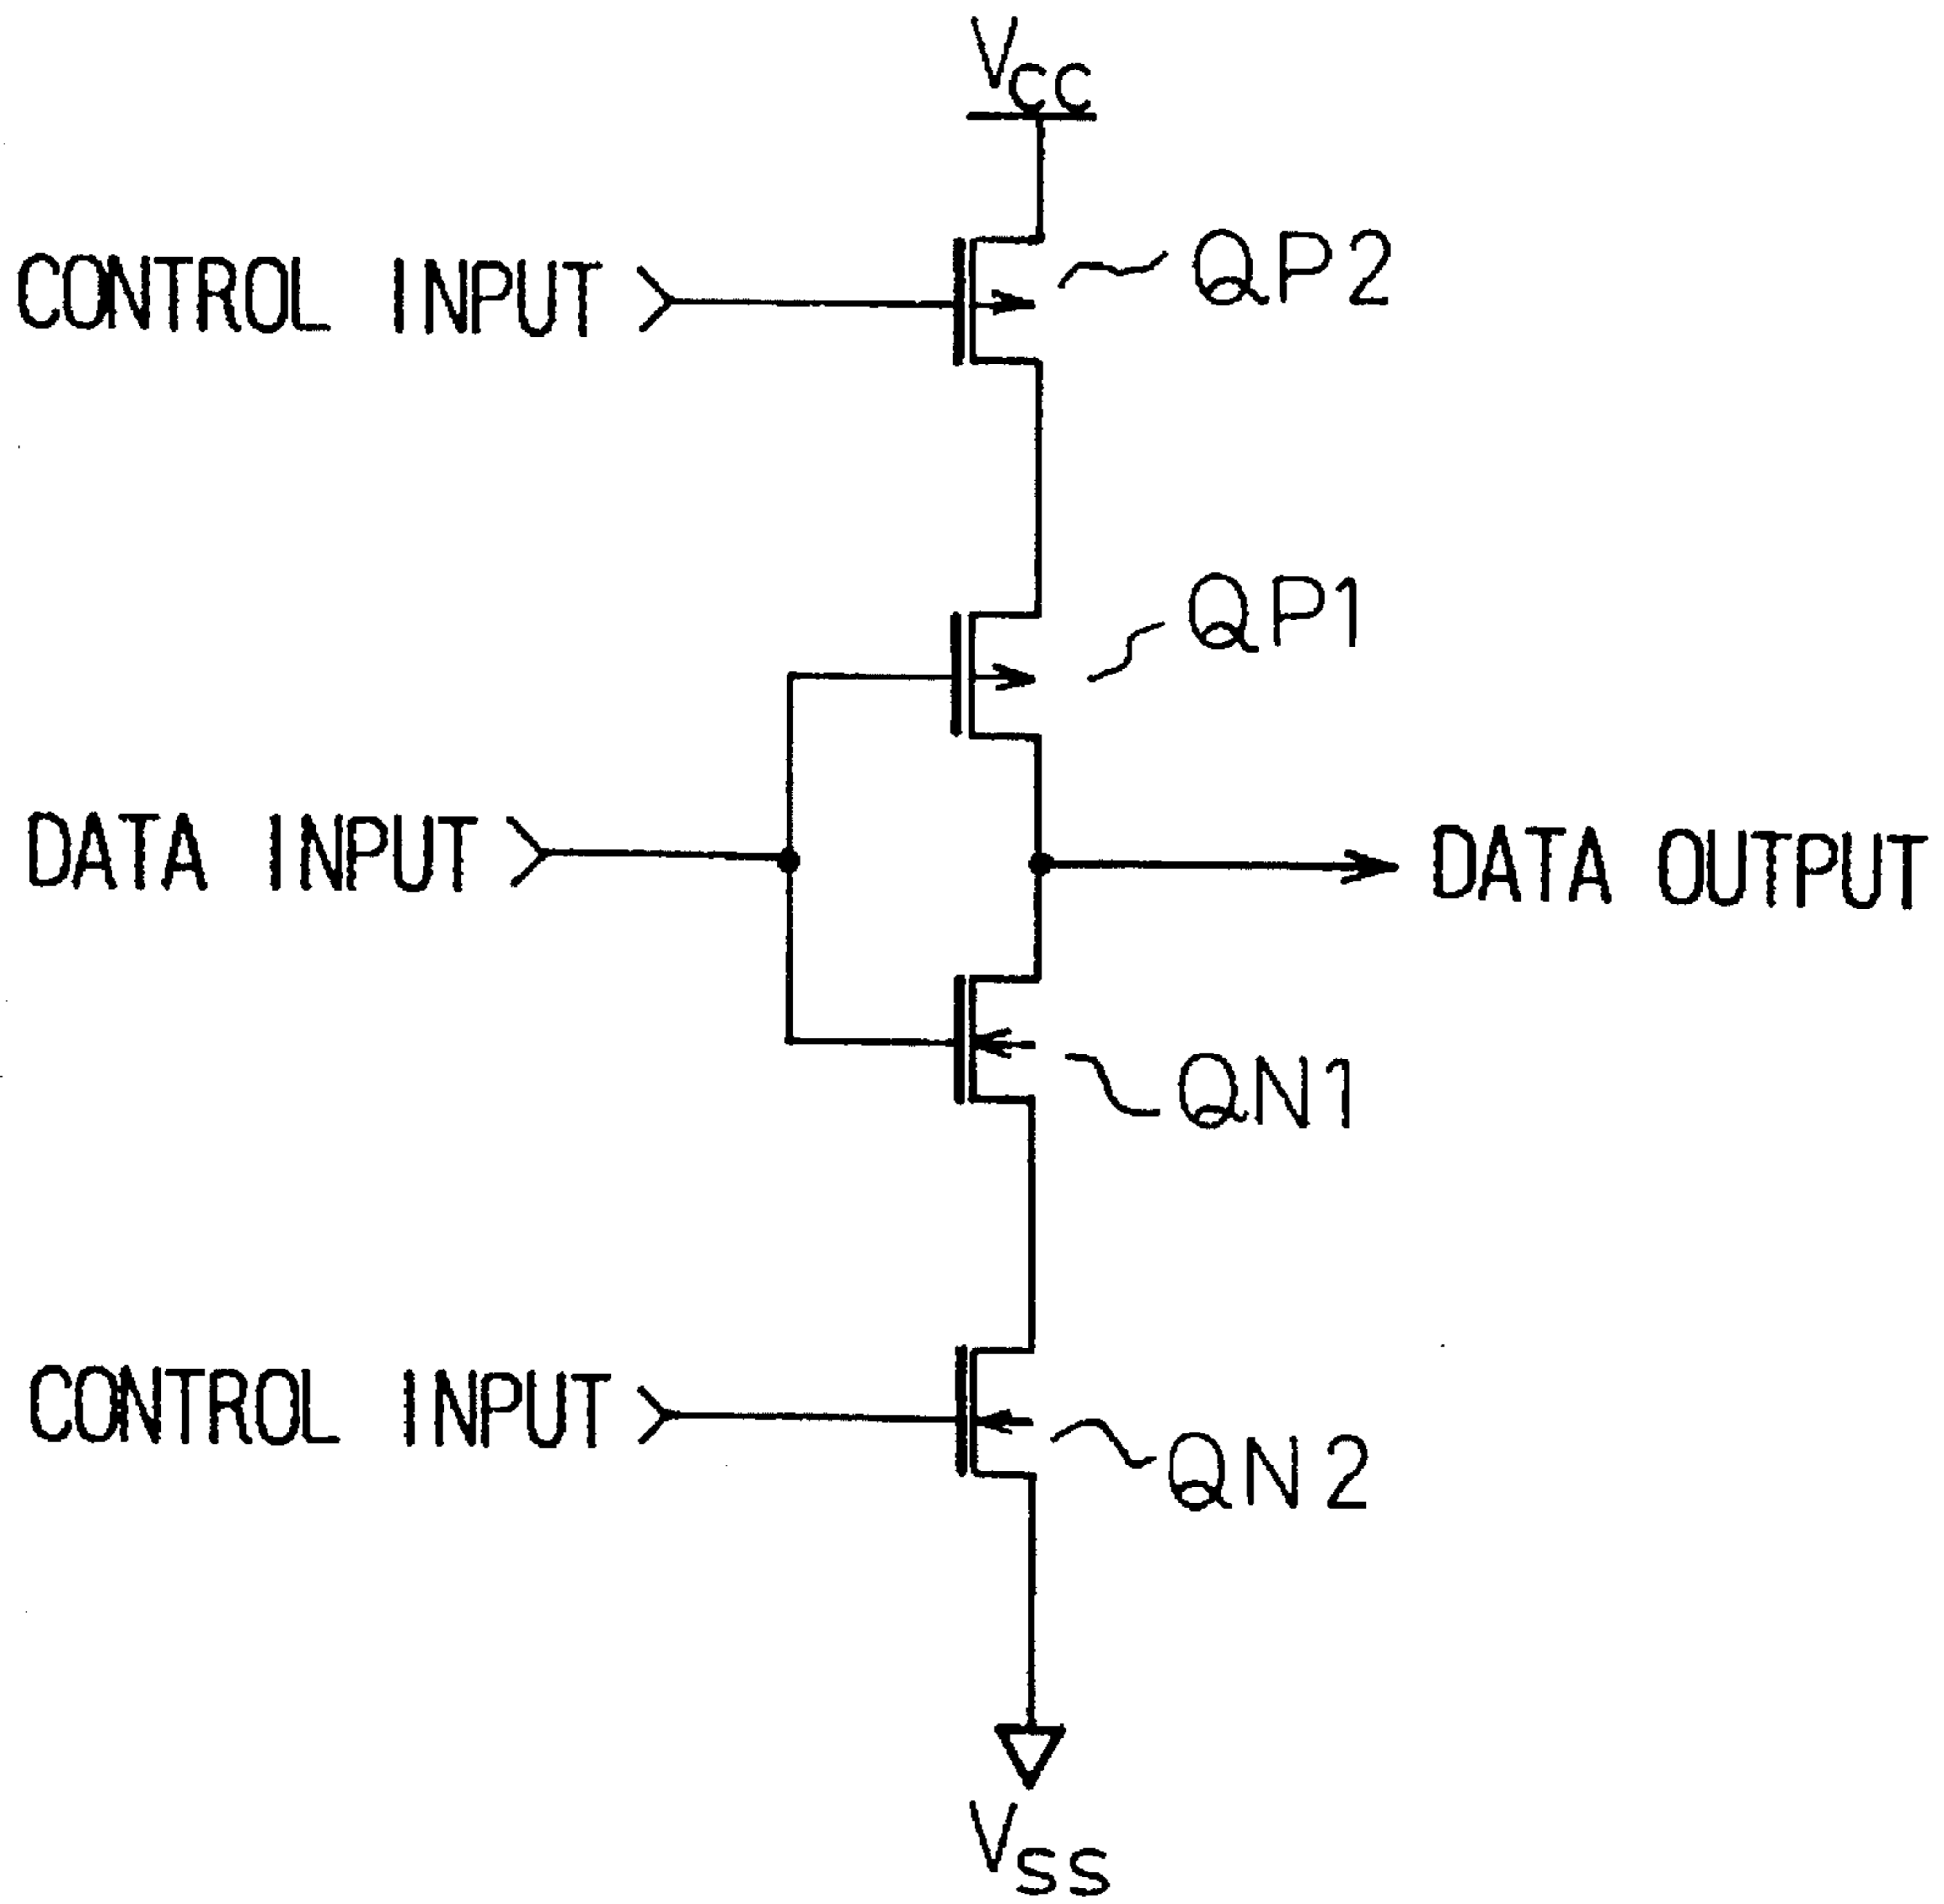 VCC
CONTROL INPUT
QP2
QP1
DATA INPUT
DATA OUTPUT
QN1
CONTROL INPUT
QN2
VSS